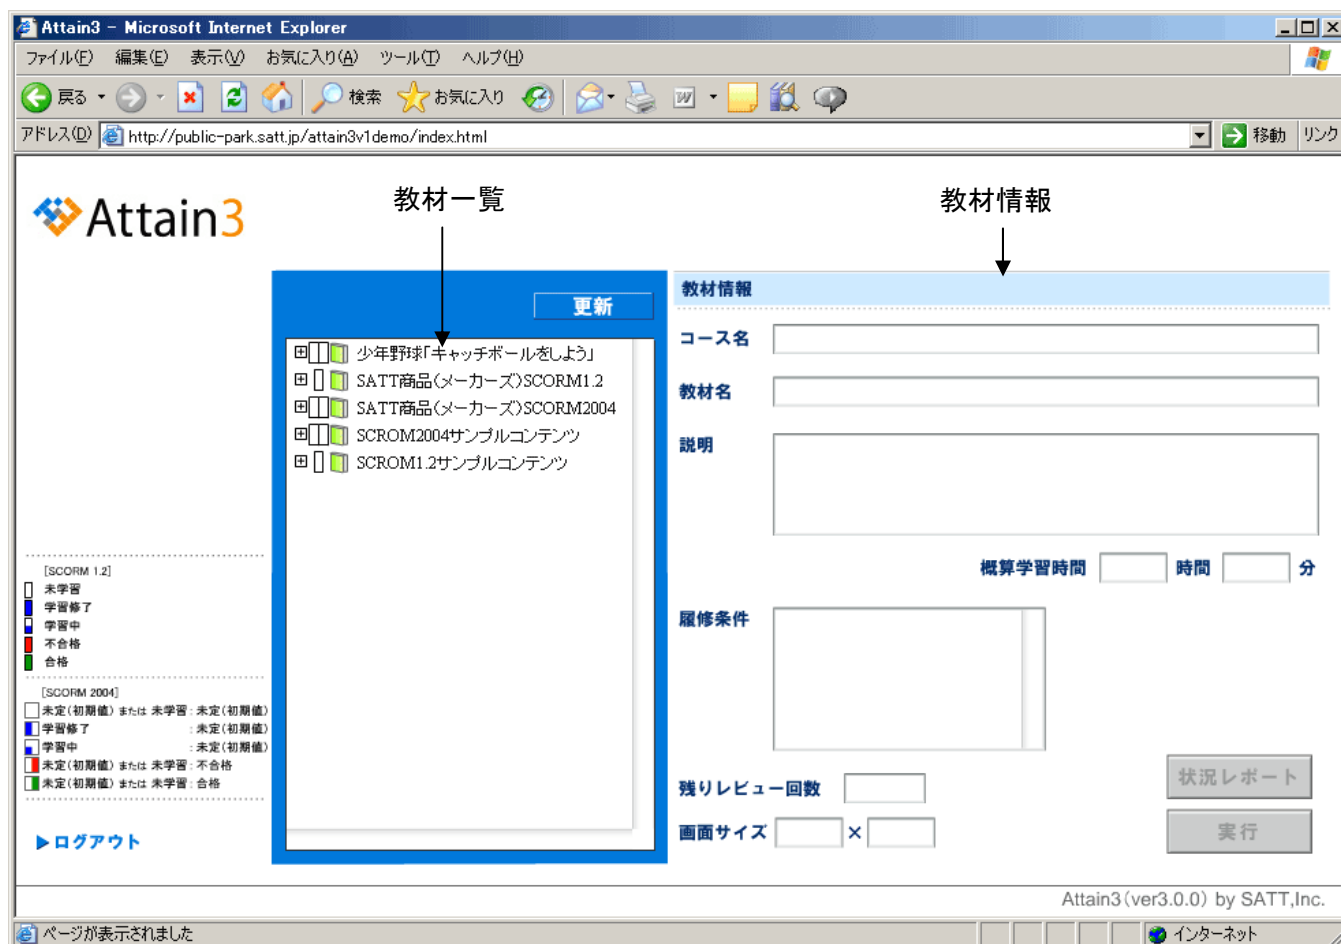 Attain3 - Microsoft Internet Explorer
ファイル(F) 編集(E) 表示(V) お気に入り(A) ツール(T) ヘルプ(H)
戻る 検索 お気に入り
アドレス(D) http://public-park.satt.jp/attain3v1demo/index.html 移動 リンク
Attain3
教材一覧
教材情報
更新
少年野球「キャッチボールをしよう」
SATT商品(メーカーズ)SCORM1.2
SATT商品(メーカーズ)SCORM2004
SCROM2004サンプルコンテンツ
SCROM1.2サンプルコンテンツ
教材情報
コース名
教材名
説明
概算学習時間 時間 分
履修条件
残りレビュー回数
画面サイズ ×
状況レポート
実行
[SCORM 1.2]
未学習
学習修了
学習中
不合格
合格
[SCORM 2004]
未定(初期値) または 未学習 : 未定(初期値)
学習修了 : 未定(初期値)
学習中 : 未定(初期値)
未定(初期値) または 未学習 : 不合格
未定(初期値) または 未学習 : 合格
ログアウト
Attain3(ver3.0.0) by SATT,Inc.
ページが表示されました インターネット